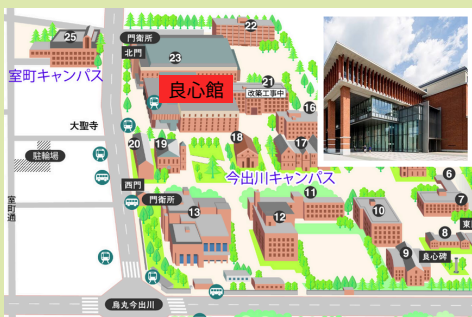 25
室町キャンパス
大聖寺
駐輪場
室町通
門衛所
北門
22
23
良心館
21
改築工事中
16
17
18
19
20
今出川キャンパス
西門
門衛所
13
12
11
10
6
7
8
東
9
良心碑
烏丸今出川